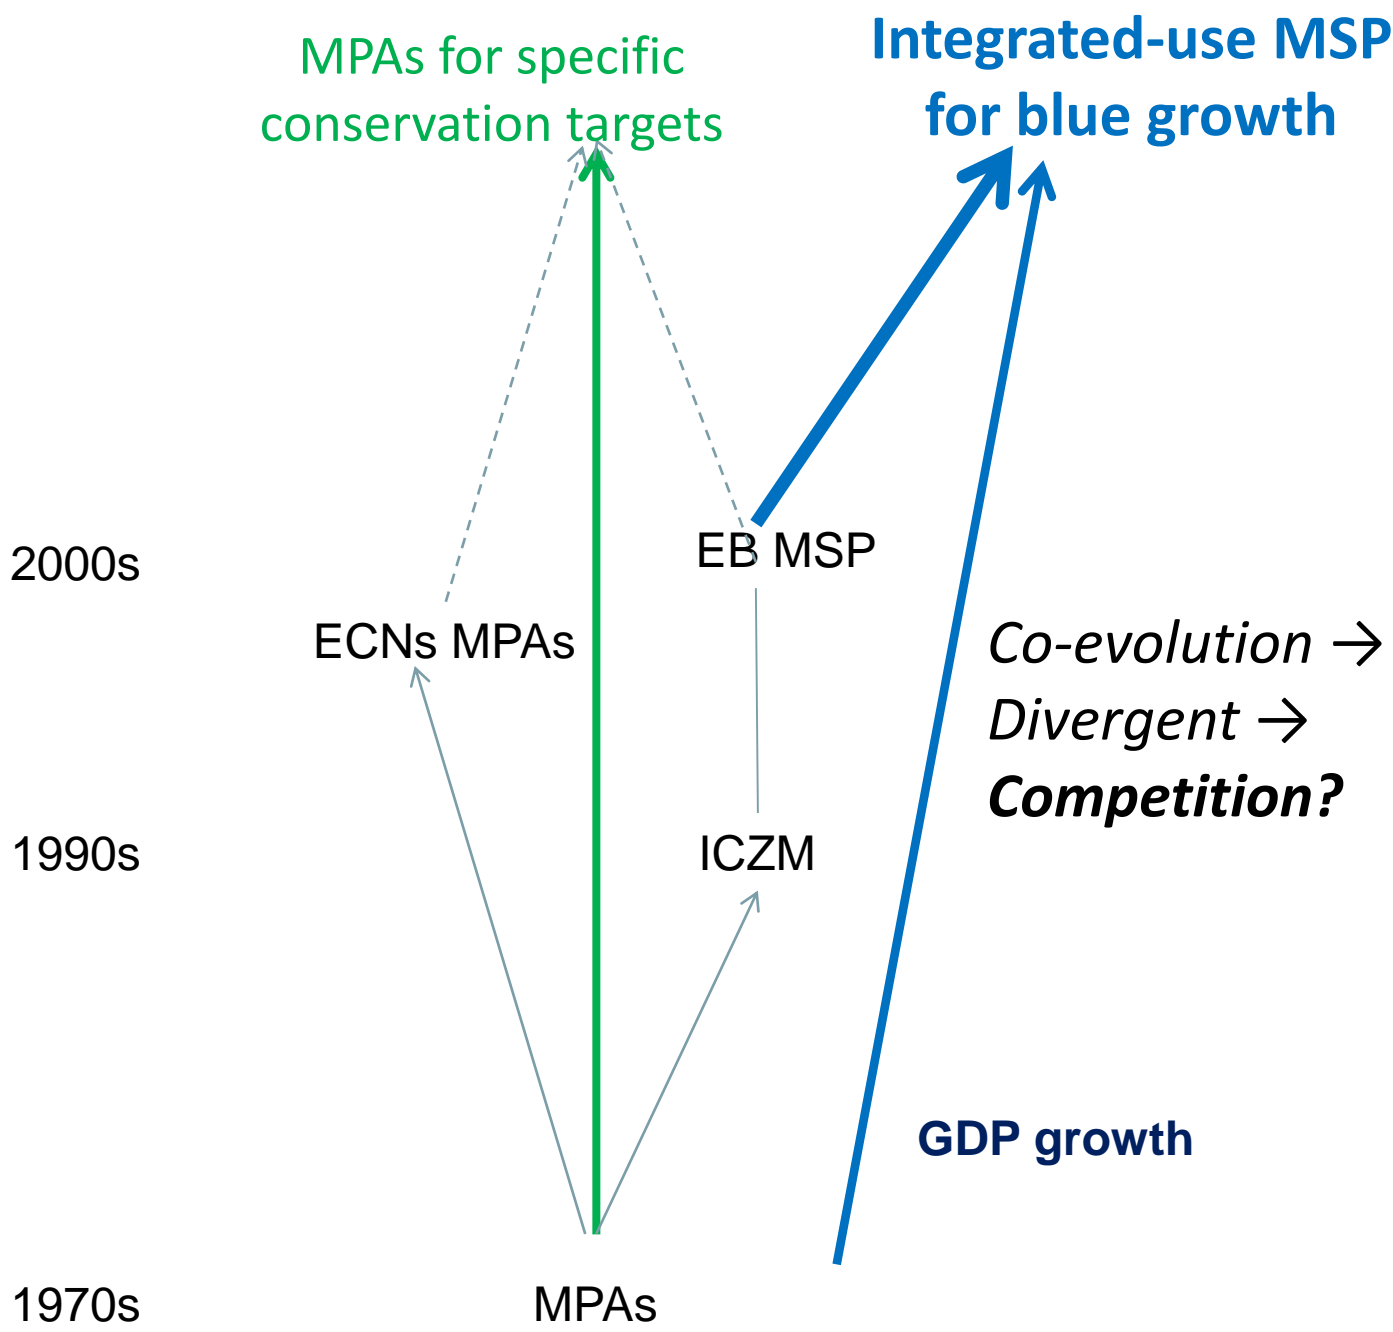 MPAs for specific
conservation targets
Integrated-use MSP
for blue growth
2000s
EB MSP
ECNs MPAs
Co-evolution →
Divergent →
Competition?
1990s
ICZM
GDP growth
1970s
MPAs